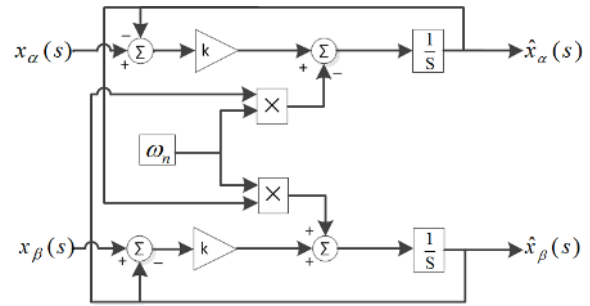 −
x_α(s) + Σ k + Σ − 1/S x̂_α(s)
×
ω_n
×
+
x_β(s) + Σ − k + Σ 1/S x̂_β(s)